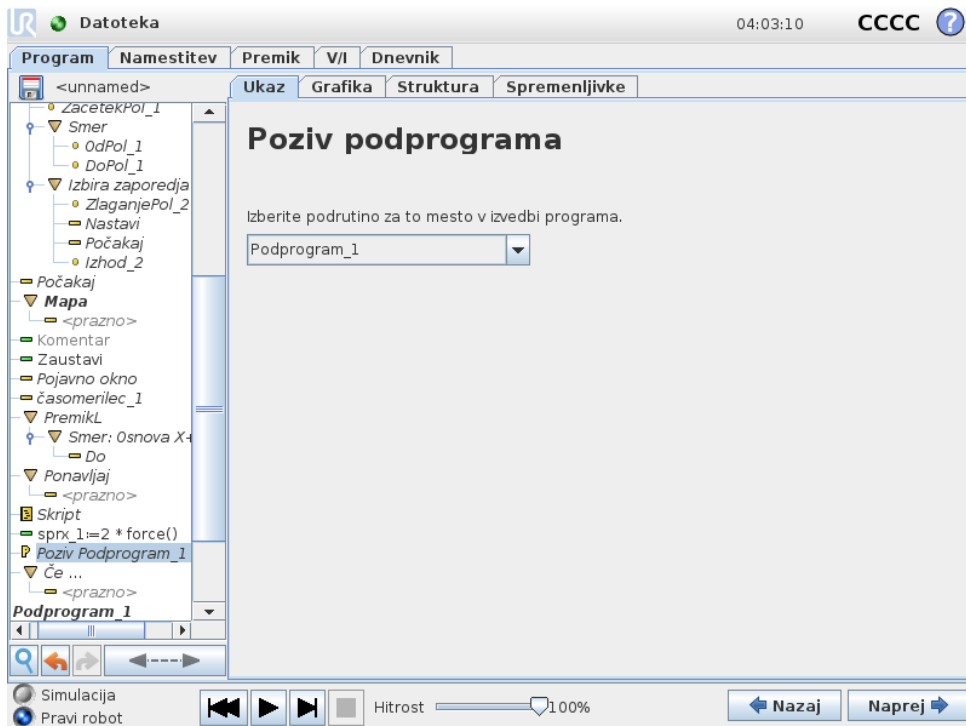 UR Datoteka 04:03:10 CCCC ?
Program Namestitev Premik V/I Dnevnik
<unnamed> Ukaz Grafika Struktura Spremenljivke
ZacetekPol_1
Smer
OdPol_1
DoPol_1
Izbira zaporedja
ZlaganjePol_2
Nastavi
Počakaj
Izhod_2
Počakaj
Mapa
<prazno>
Komentar
Zaustavi
Pojavno okno
časomerilec_1
PremikL
Smer: Osnova X+
Do
Ponavljaj
<prazno>
Skript
sprx_1:=2 * force()
Poziv Podprogram_1
Če ...
<prazno>
Podprogram_1
Poziv podprograma
Izberite podrutino za to mesto v izvedbi programa.
Podprogram_1
Simulacija
Pravi robot
Hitrost 100%
Nazaj Naprej